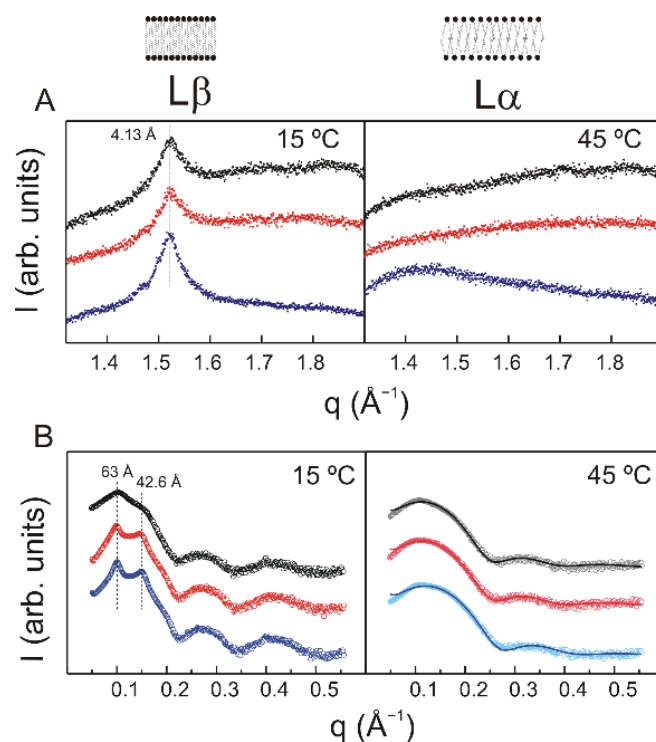 Lβ
Lα
A
4.13 Å
15 ºC
45 ºC
I (arb. units)
1.4 1.5 1.6 1.7 1.8
1.4 1.5 1.6 1.7 1.8
q (Å⁻¹)
q (Å⁻¹)
B
63 Å
42.6 Å
15 ºC
45 ºC
I (arb. units)
0.1 0.2 0.3 0.4 0.5
0.1 0.2 0.3 0.4 0.5
q (Å⁻¹)
q (Å⁻¹)